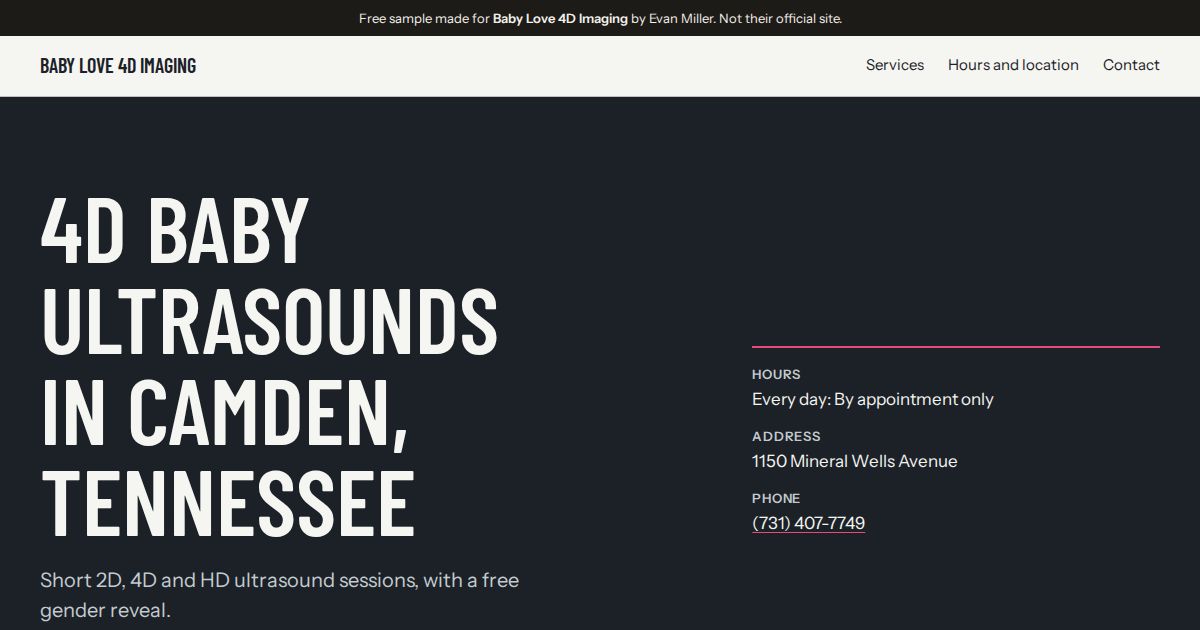 Free sample made for Baby Love 4D Imaging by Evan Miller. Not their official site.
BABY LOVE 4D IMAGING
Services
Hours and location
Contact
4D BABY
ULTRASOUNDS
IN CAMDEN,
TENNESSEE
Short 2D, 4D and HD ultrasound sessions, with a free
gender reveal.
HOURS
Every day: By appointment only
ADDRESS
1150 Mineral Wells Avenue
PHONE
(731) 407-7749